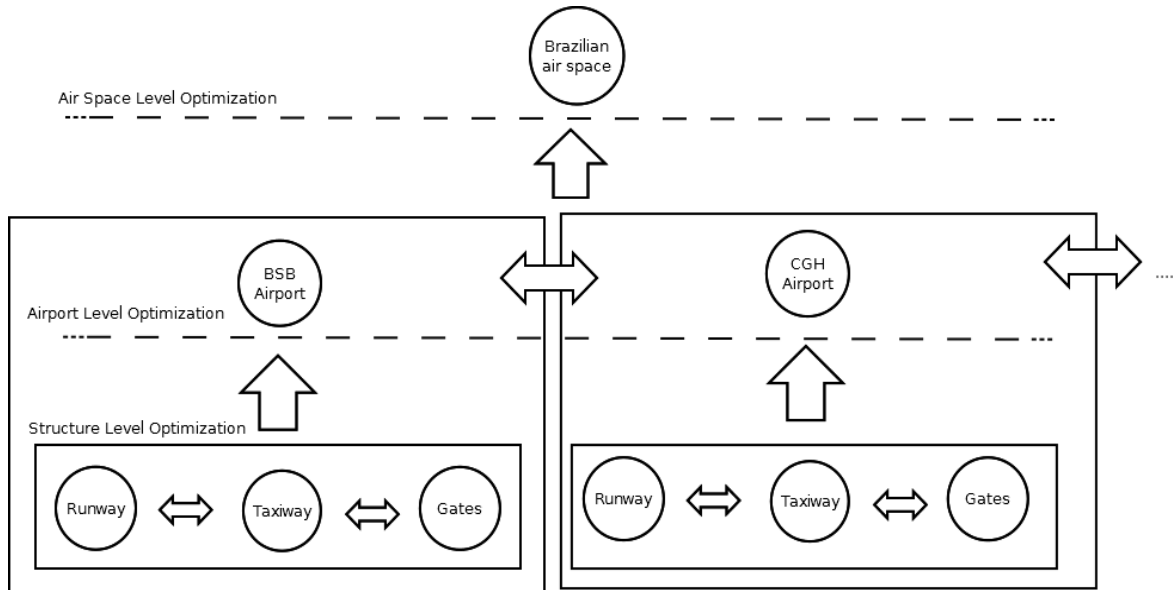 Brazilian
air space
Air Space Level Optimization
BSB
Airport
CGH
Airport
....
Airport Level Optimization
Structure Level Optimization
Runway
Taxiway
Gates
Runway
Taxiway
Gates